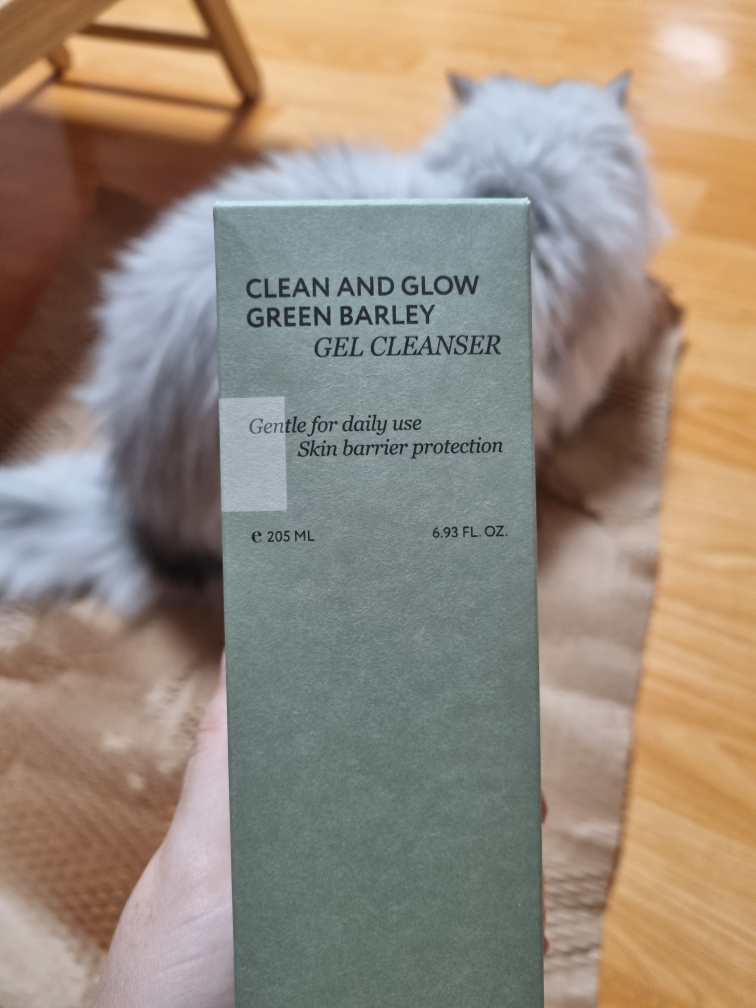 CLEAN AND GLOW
GREEN BARLEY
GEL CLEANSER
Gentle for daily use
Skin barrier protection
℮ 205 ML
6.93 FL. OZ.